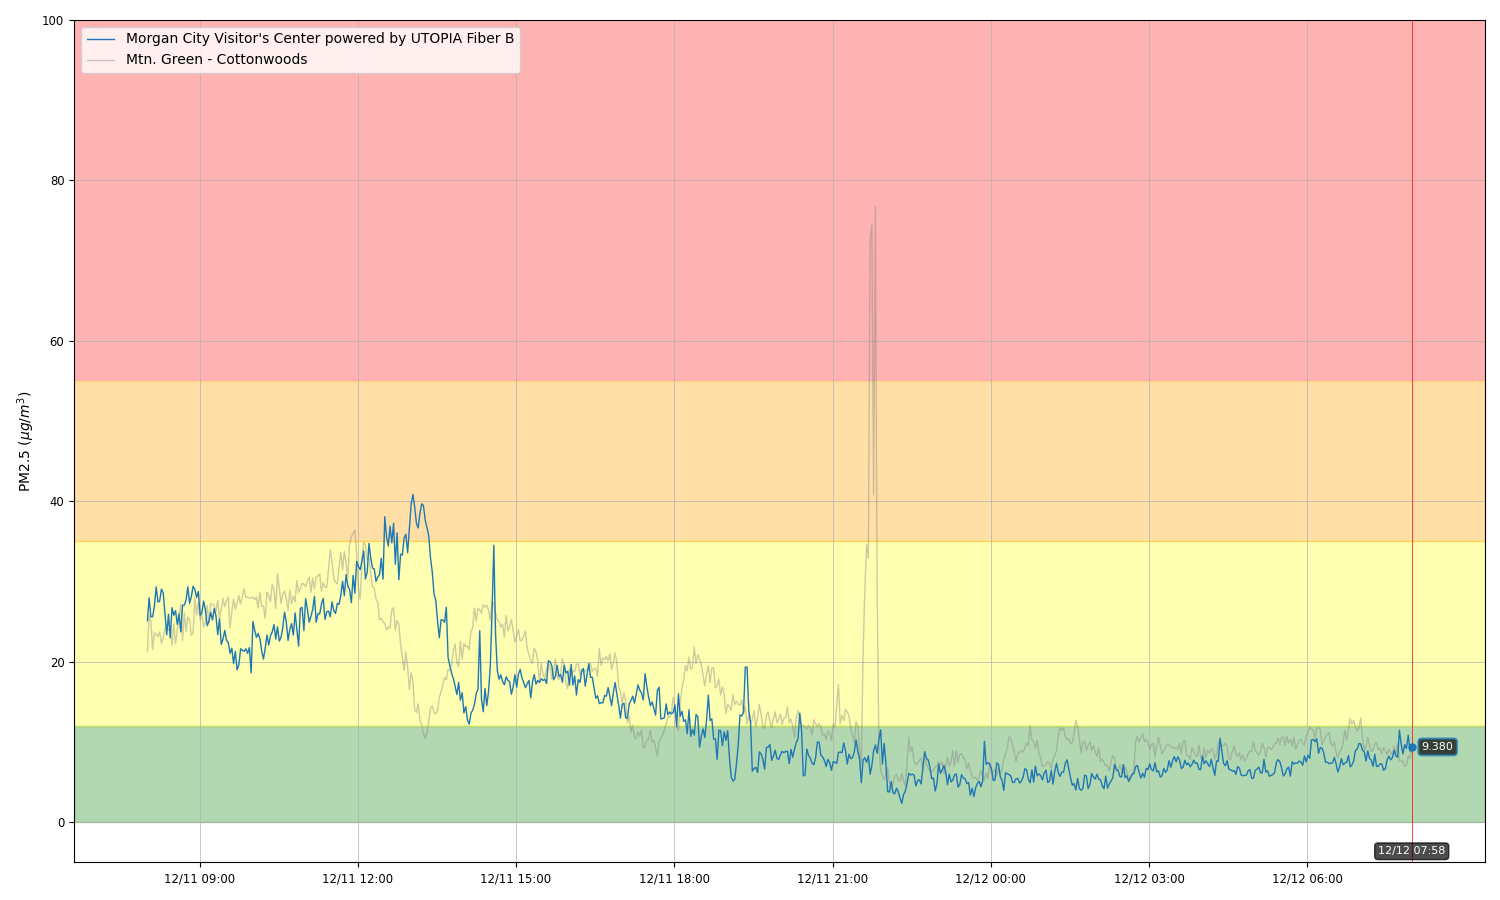 100
80
60
40
20
0
PM2.5 (μg/m³)
Morgan City Visitor's Center powered by UTOPIA Fiber B
Mtn. Green - Cottonwoods
9.380
12/12 07:58
12/11 09:00 12/11 12:00 12/11 15:00 12/11 18:00 12/11 21:00 12/12 00:00 12/12 03:00 12/12 06:00